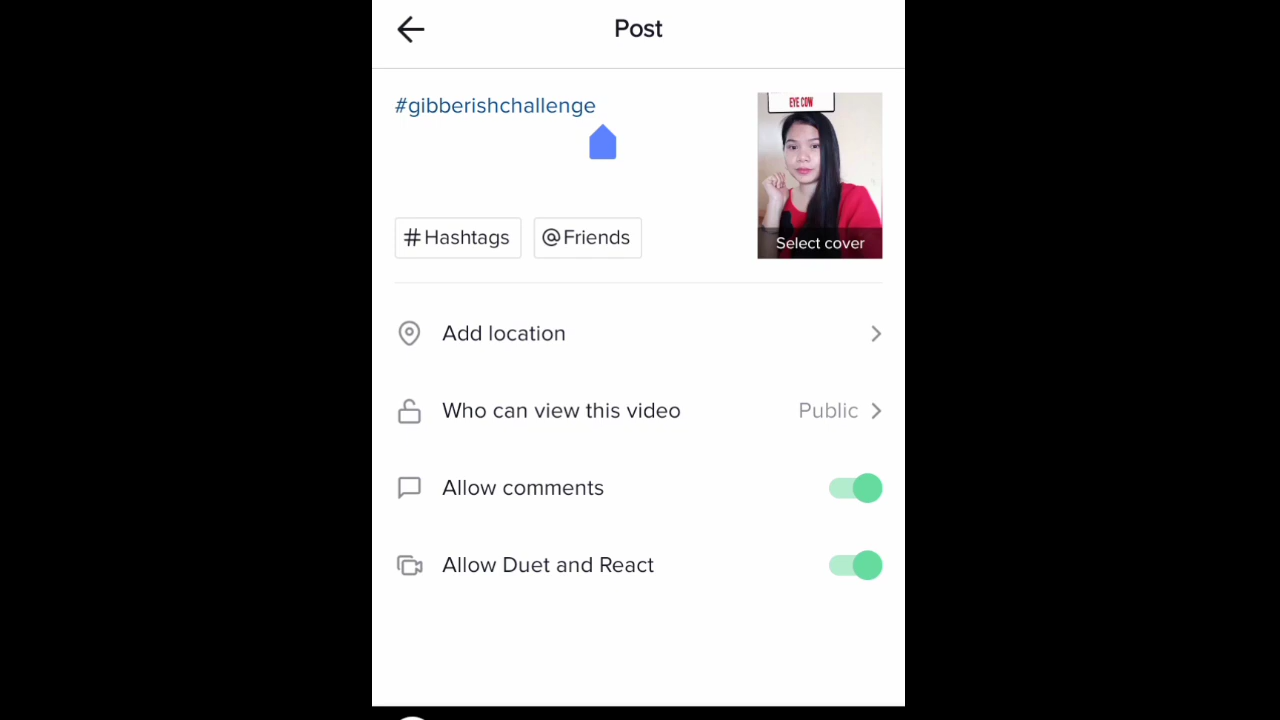 Post
#gibberishchallenge
EYE COW
#Hashtags
@Friends
Select cover
Add location
Who can view this video
Public
Allow comments
Allow Duet and React